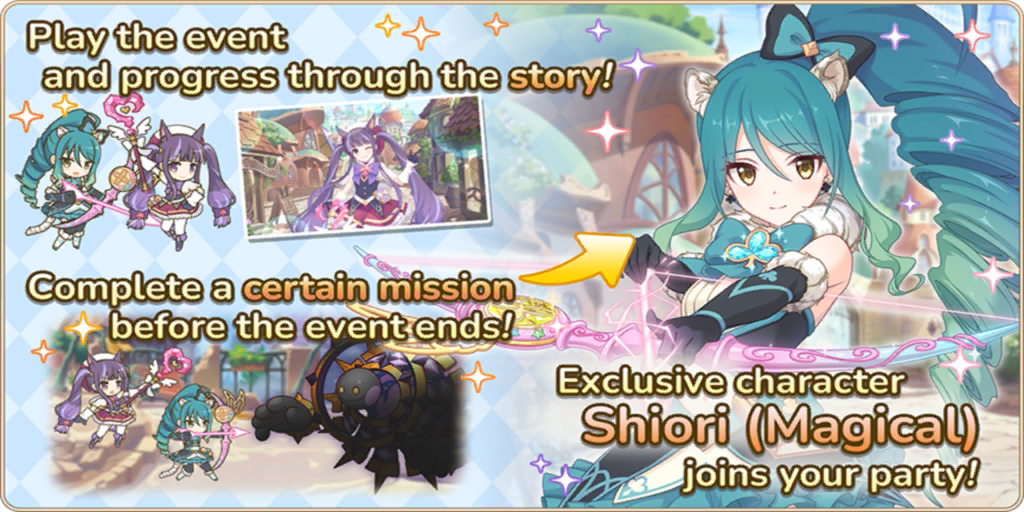 Play the event
and progress through the story!
Complete a certain mission
before the event ends!
Exclusive character
Shiori (Magical)
joins your party!